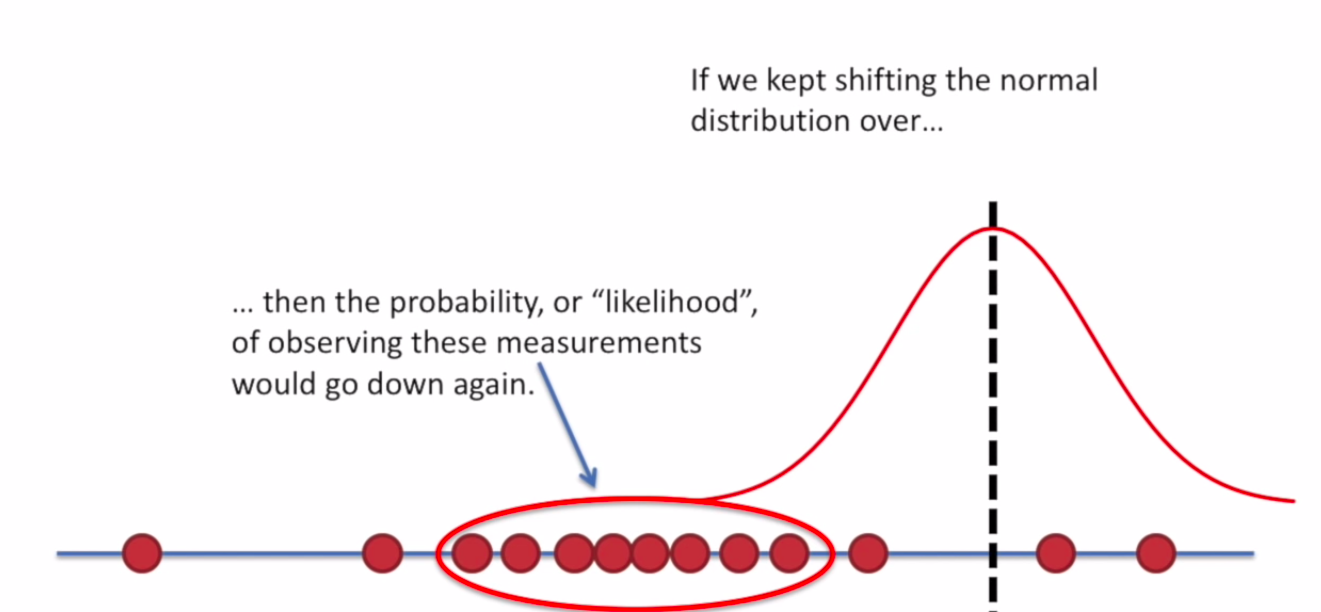 If we kept shifting the normal
distribution over...
... then the probability, or “likelihood”,
of observing these measurements
would go down again.